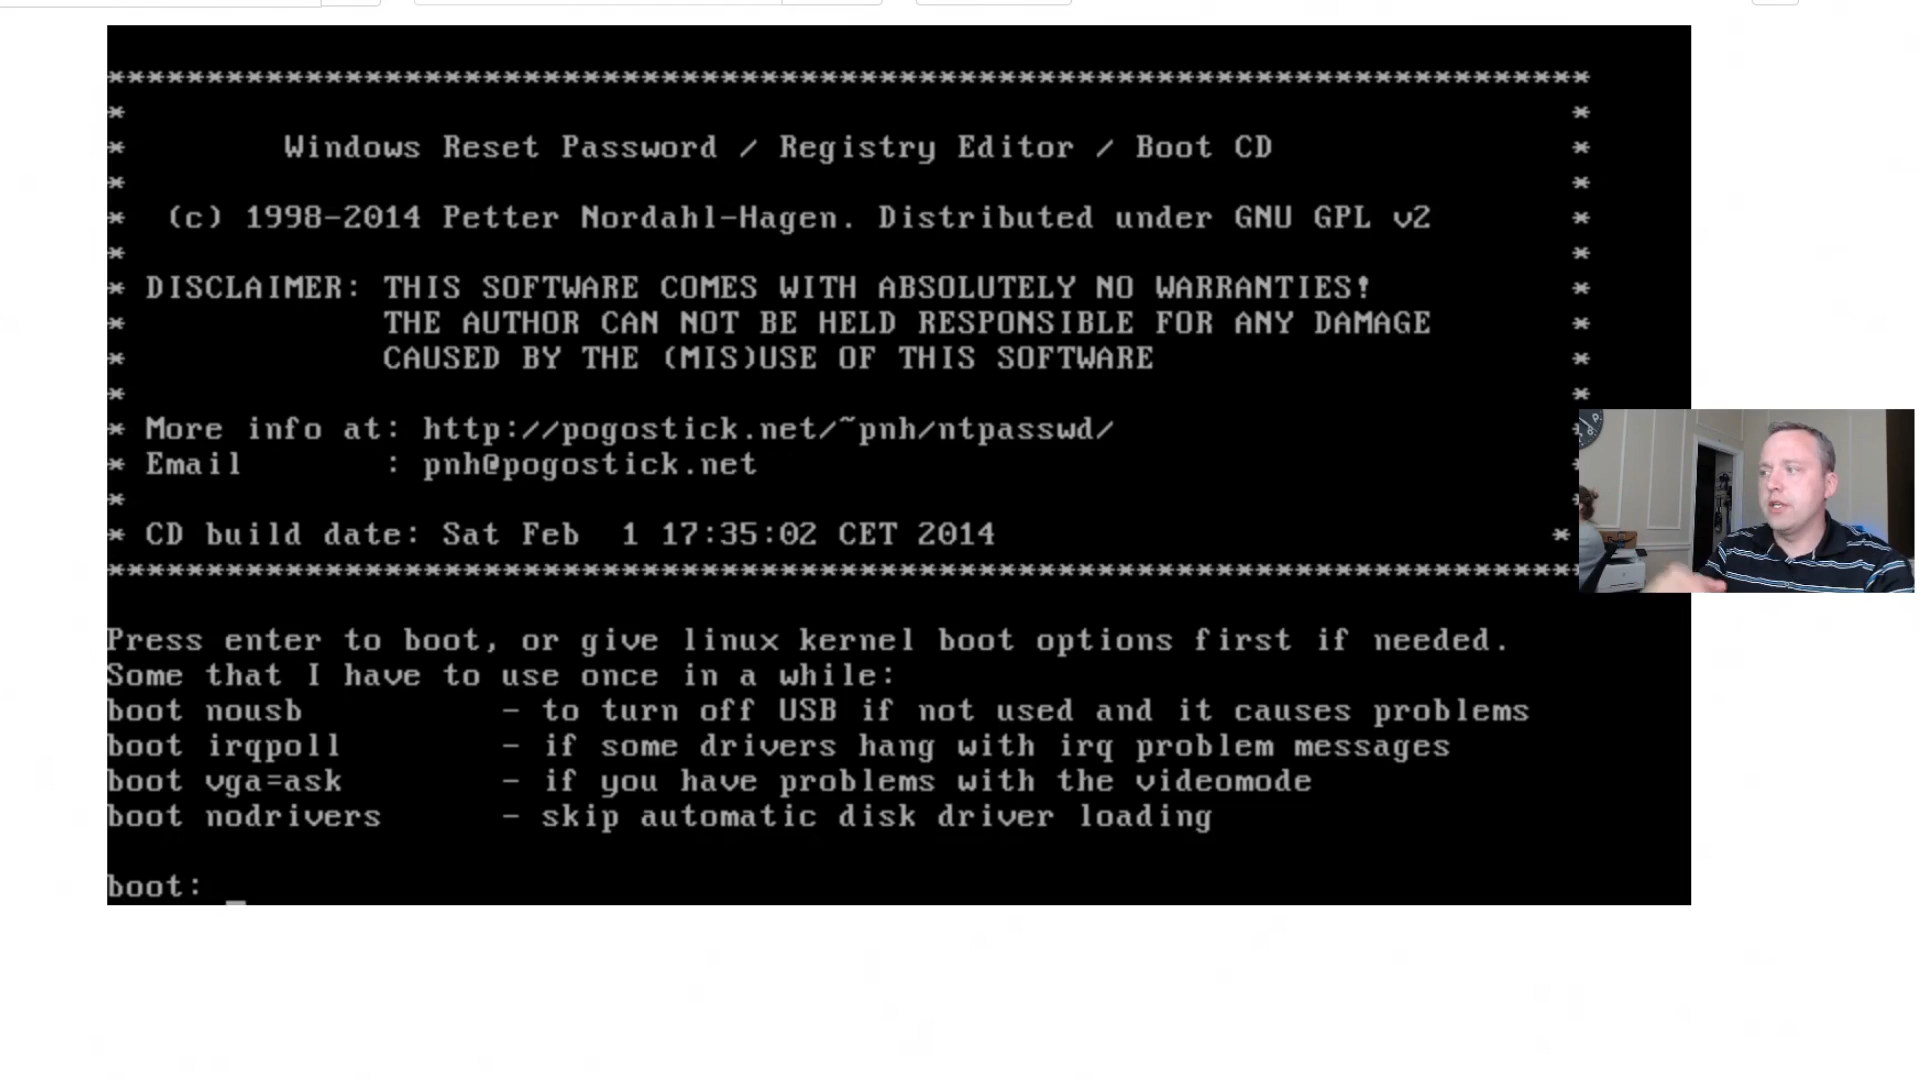 ********************************************************************************
* *
* Windows Reset Password / Registry Editor / Boot CD *
* *
* (c) 1998-2014 Petter Nordahl-Hagen. Distributed under GNU GPL v2 *
* *
* DISCLAIMER: THIS SOFTWARE COMES WITH ABSOLUTELY NO WARRANTIES! *
* THE AUTHOR CAN NOT BE HELD RESPONSIBLE FOR ANY DAMAGE *
* CAUSED BY THE (MIS)USE OF THIS SOFTWARE *
* *
* More info at: http://pogostick.net/~pnh/ntpasswd/
* Email : pnh@pogostick.net
*
* CD build date: Sat Feb 1 17:35:02 CET 2014 *
********************************************************************************
Press enter to boot, or give linux kernel boot options first if needed.
Some that I have to use once in a while:
boot nousb - to turn off USB if not used and it causes problems
boot irqpoll - if some drivers hang with irq problem messages
boot vga=ask - if you have problems with the videomode
boot nodrivers - skip automatic disk driver loading
boot: _